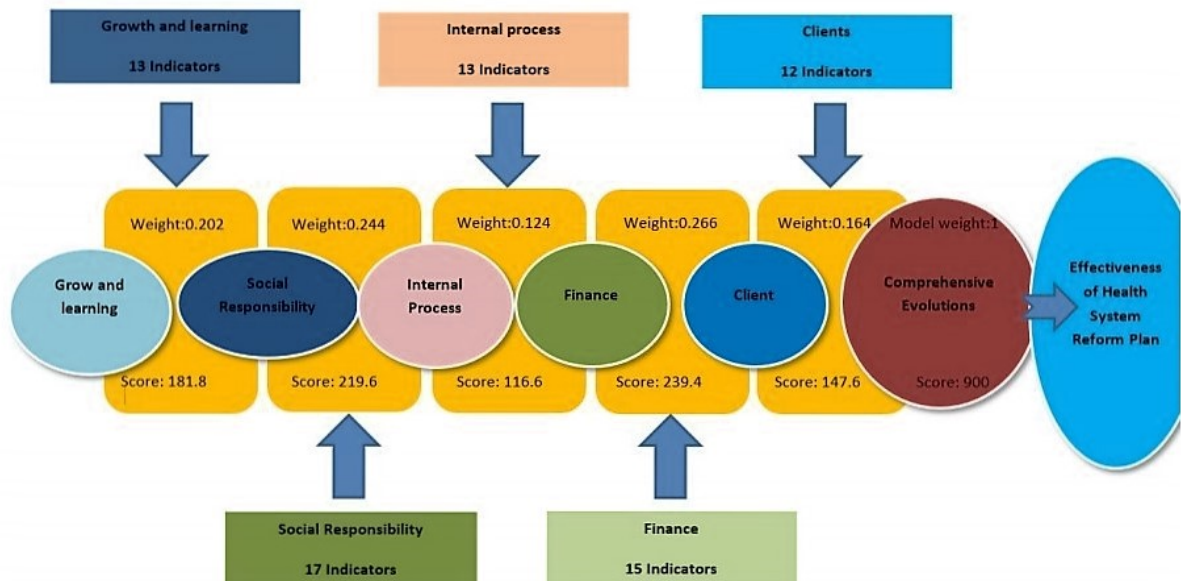 Growth and learning
13 Indicators
Internal process
13 Indicators
Clients
12 Indicators
Weight:0.202
Weight:0.244
Weight:0.124
Weight:0.266
Weight:0.164
Model weight:1
Grow and
learning
Social
Responsibility
Internal
Process
Finance
Client
Comprehensive
Evolutions
Effectiveness
of Health
System
Reform Plan
Score: 181.8
Score: 219.6
Score: 116.6
Score: 239.4
Score: 147.6
Score: 900
Social Responsibility
17 Indicators
Finance
15 Indicators